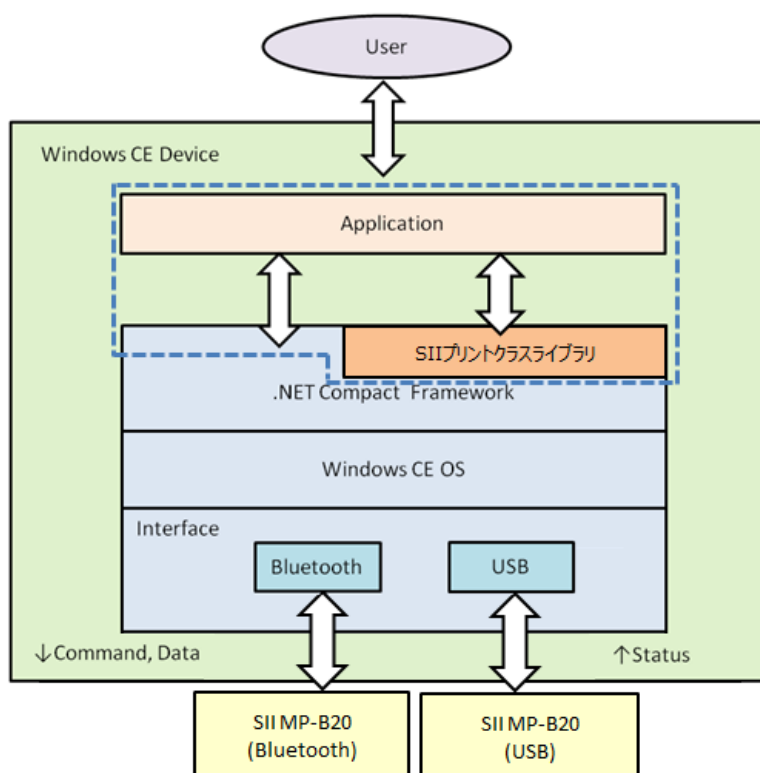 User
Windows CE Device
Application
SIIプリントクラスライブラリ
.NET Compact Framework
Windows CE OS
Interface
Bluetooth
USB
↓Command, Data
↑Status
SII MP-B20
(Bluetooth)
SII MP-B20
(USB)